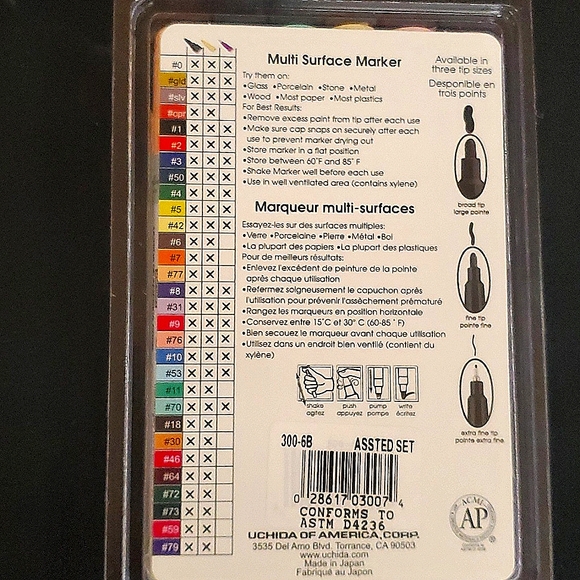 Multi Surface Marker
Try them on:
•Glass •Porcelain •Stone •Metal
•Wood •Most paper •Most plastics
For Best Results:
•Remove excess paint from tip after each use
•Make sure cap snaps on securely after each
use to prevent marker drying out
•Store marker in a flat position
•Store between 60°F and 85° F
•Shake Marker well before each use
•Use in well ventilated area (contains xylene)
Marqueur multi-surfaces
Essayez-les sur des surfaces multiples:
•Verre •Porcelaine •Pierre •Métal •Boi
•La plupart des papiers •La plupart des plastiques
Pour de meilleurs résultats:
•Enlevez l'excédent de peinture de la pointe
après chaque utilisation
•Refermez soigneusement le capuchon après
l'utilisation pour prévenir l'assèchement prématuré
•Rangez les marqueurs en position horizontale
•Conservez entre 15°C et 30° C (60-85 ° F)
•Bien secouez le marqueur avant chaque utilisation
•Utilisez dans un endroit bien ventilé (contient du
xylène)
shake
agitez
push
appuyez
pump
pompe
write
écritez
Available in
three tip sizes
Disponible en
trois points
broad tip
large pointe
fine tip
pointe fine
extra fine tip
pointe extra fine
#0 X X X
#gld X X X
#slv X X X
#cpr X X
#1 X X X
#2 X X X
#3 X X X
#50 X X X
#4 X X X
#5 X X X
#42 X X X
#6 X X
#7 X X
#77 X X
#8 X X X
#31 X X X
#9 X X X
#76 X X X
#10 X X X
#53 X X X
#11 X X
#70 X X X
#18 X X
#30 X X
#46 X X
#64 X X
#72 X X
#73 X X
#59 X X
#79 X X
300-6B ASSTED SET
0 28617 03007 4
CONFORMS TO
ASTM D4236
UCHIDA OF AMERICA,CORP.
3535 Del Amo Blvd. Torrance, CA 90503
www.uchida.com
Made in Japan
Fabriqué au Japon
ACMI
AP